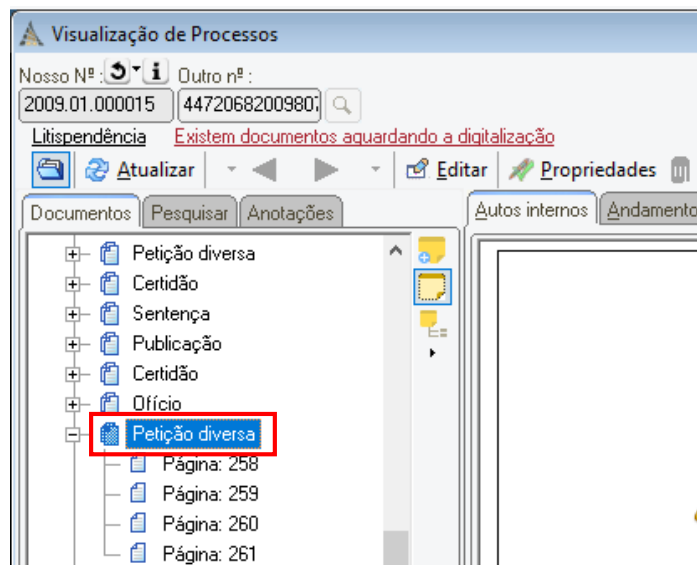 Visualização de Processos
Nosso Nº : Outro nº :
2009.01.000015 4472068200980
Litispendência Existem documentos aguardando a digitalização
Atualizar Editar Propriedades
Documentos Pesquisar Anotações Autos internos Andamento
Petição diversa
Certidão
Sentença
Publicação
Certidão
Ofício
Petição diversa
Página: 258
Página: 259
Página: 260
Página: 261